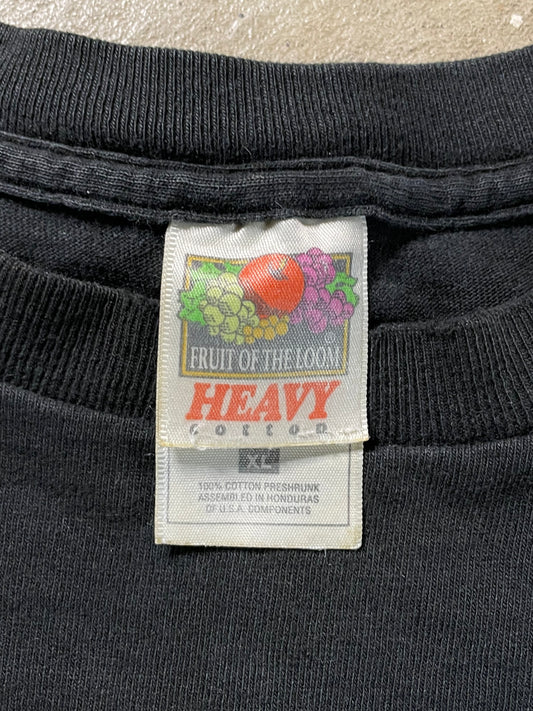 ®
FRUIT OF THE LOOM
HEAVY
cotton
XL
100% COTTON PRESHRUNK
ASSEMBLED IN HONDURAS
OF U.S.A. COMPONENTS